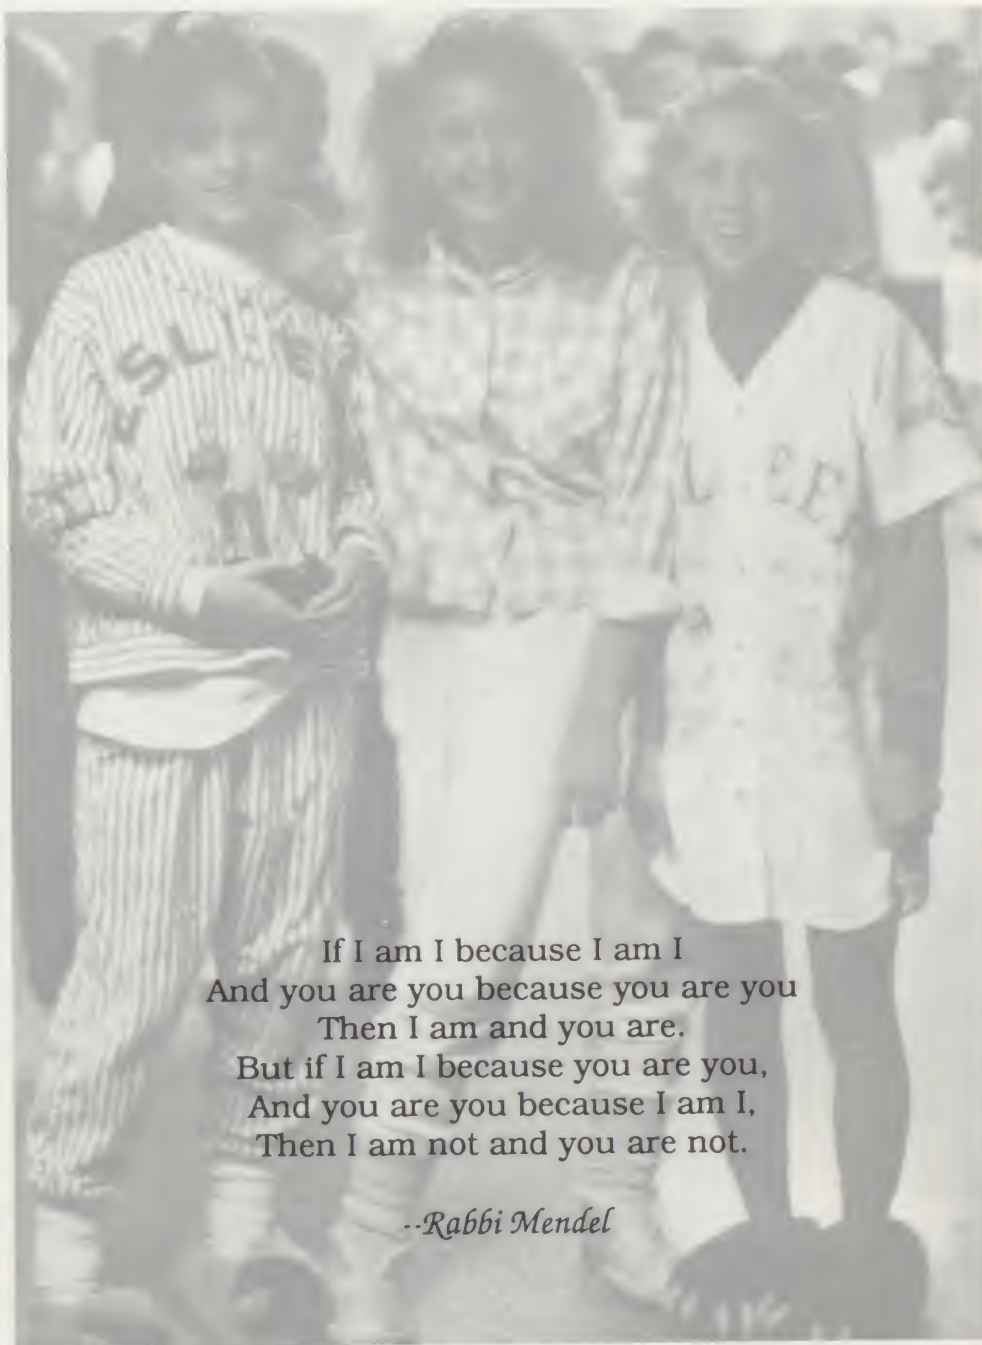 If I am I because I am I
And you are you because you are you
Then I am and you are.
But if I am I because you are you,
And you are you because I am I,
Then I am not and you are not.
--Rabbi Mendel